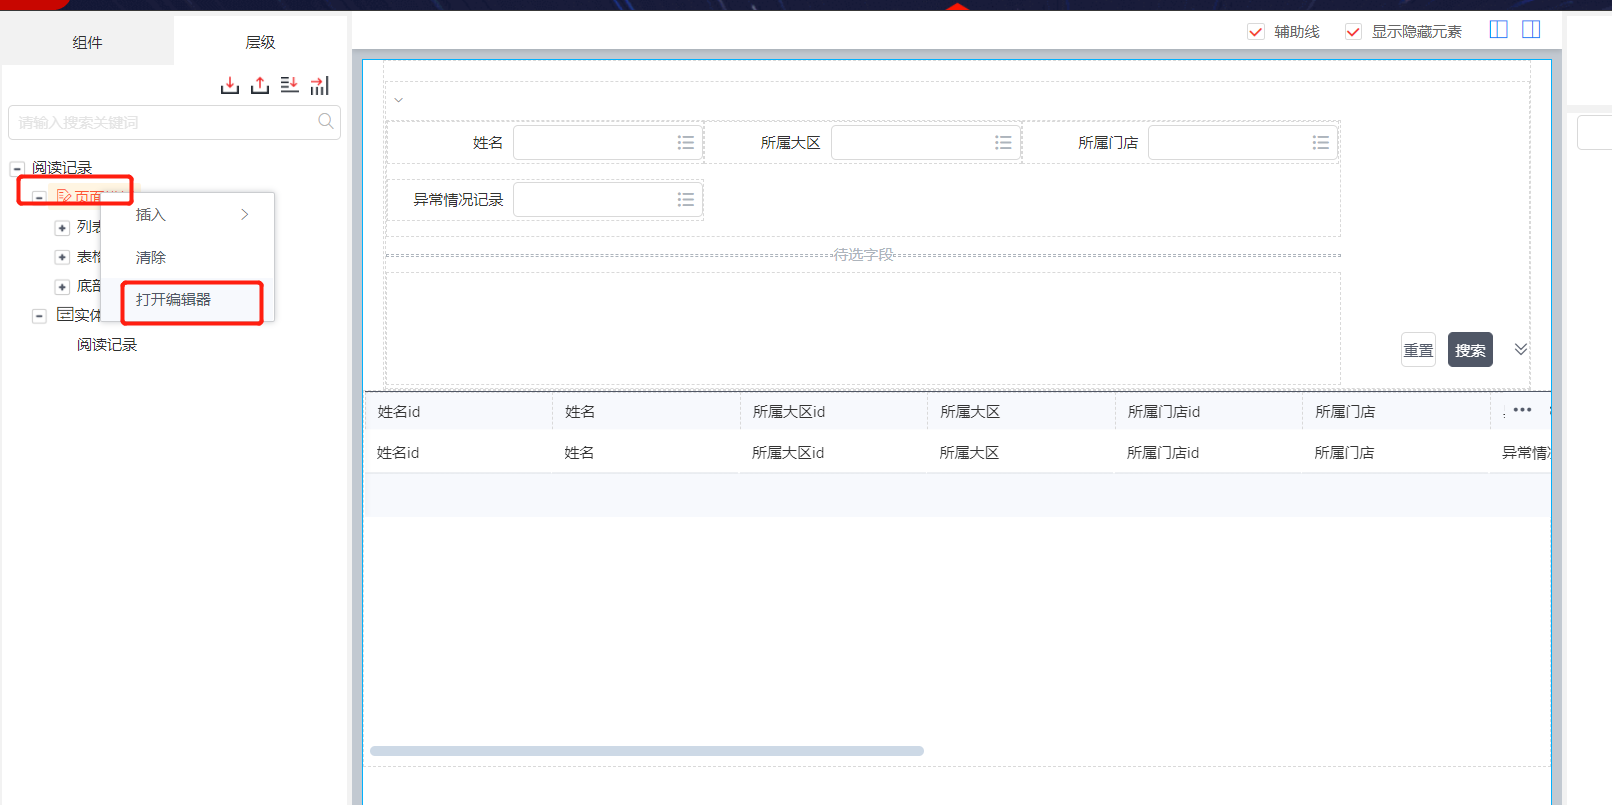 组件
层级
辅助线
显示隐藏元素
请输入搜索关键词
阅读记录
页面
插入
列表
清除
表格
打开编辑器
底部
实体
阅读记录
姓名
所属大区
所属门店
异常情况记录
待选字段
重置
搜索
姓名id 姓名 所属大区id 所属大区 所属门店id 所属门店
姓名id 姓名 所属大区id 所属大区 所属门店id 所属门店 异常情